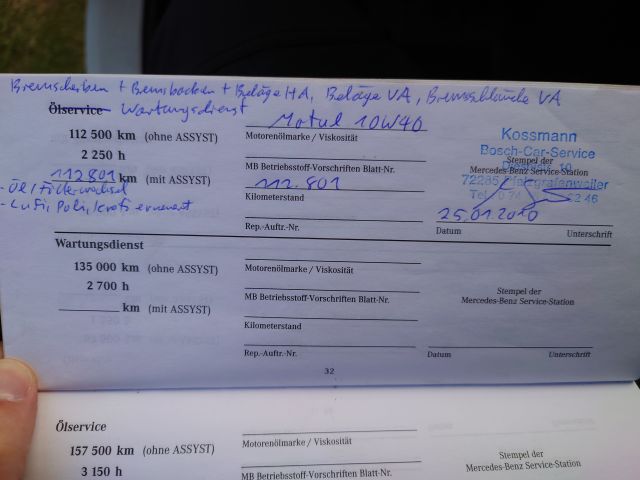 Bremsscheiben + Bremsbacken + Beläge HA, Beläge VA, Bremsschläuche VA
Ölservice Wartungsdienst
Motul 10W40
112 500 km (ohne ASSYST)
Motorenölmarke / Viskosität
2 250 h
MB Betriebsstoff-Vorschriften Blatt-Nr.
112801 km (mit ASSYST)
112.801
- Öl/Filterwechsel
Kilometerstand
- Lufi, Pollu, erneuert
Rep.-Auftr.-Nr.
Kossmann
Bosch-Car-Service
Stempel der
Mercedes-Benz Service-Station
72285 Pfalzgrafenweiler
25.01.2010
Datum Unterschrift
Wartungsdienst
135 000 km (ohne ASSYST)
Motorenölmarke / Viskosität
2 700 h
MB Betriebsstoff-Vorschriften Blatt-Nr.
km (mit ASSYST)
Kilometerstand
Rep.-Auftr.-Nr.
Stempel der
Mercedes-Benz Service-Station
Datum Unterschrift
32
Ölservice
157 500 km (ohne ASSYST)
Motorenölmarke / Viskosität
3 150 h
MB Betriebsstoff-Vorschriften Blatt-Nr.
Stempel der
Mercedes-Benz Service-Station